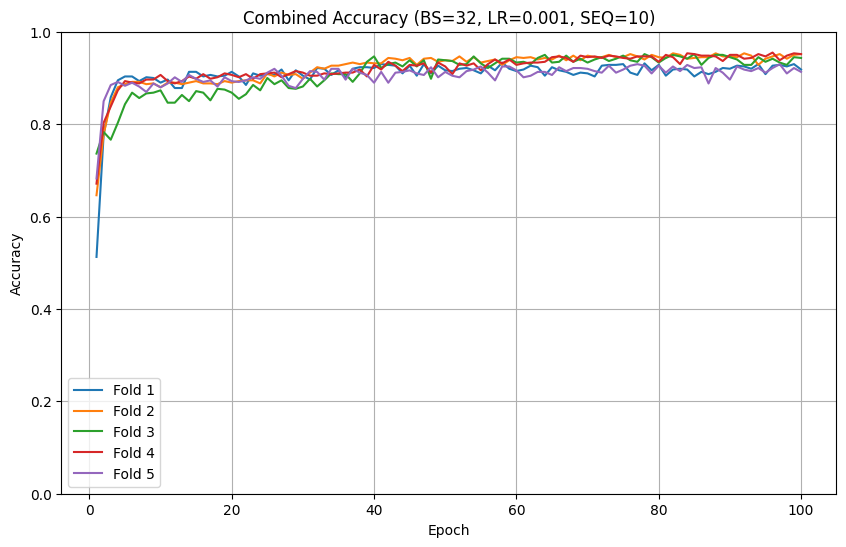 Combined Accuracy (BS=32, LR=0.001, SEQ=10)
1.0
0.8
0.6
0.4
0.2
0.0
Accuracy
Fold 1
Fold 2
Fold 3
Fold 4
Fold 5
0 20 40 60 80 100
Epoch